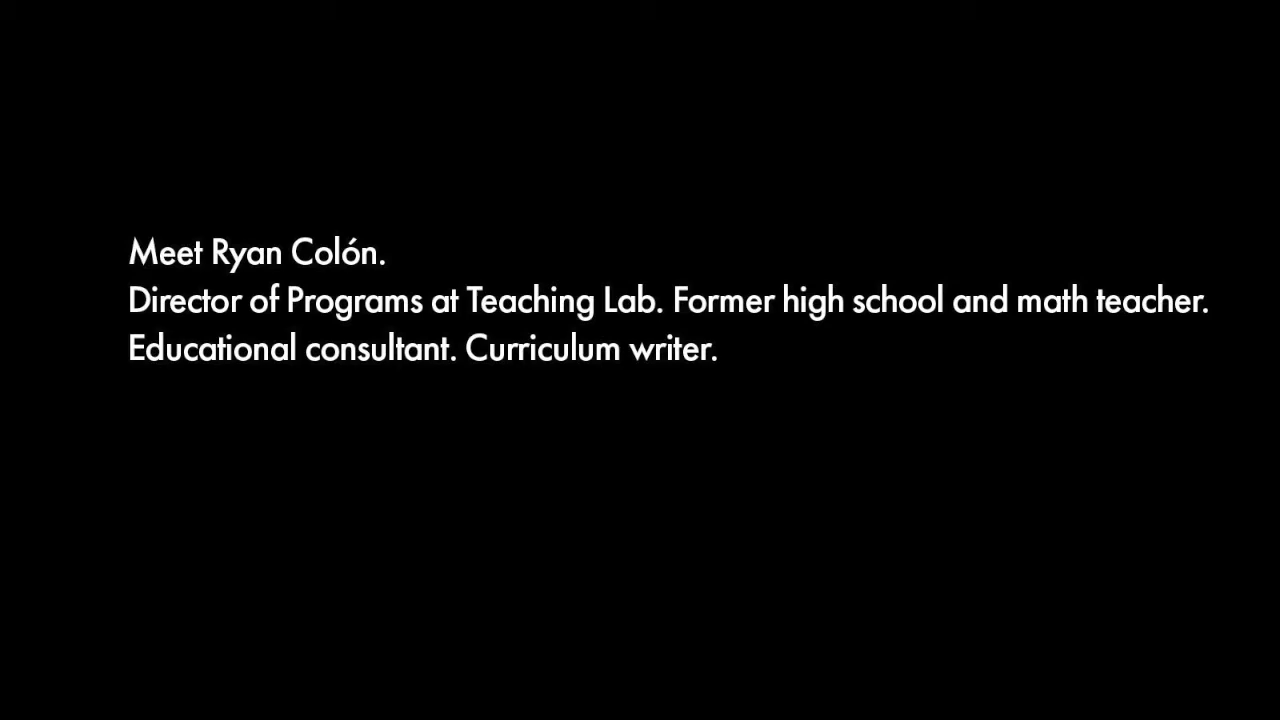 Meet Ryan Colón.
Director of Programs at Teaching Lab. Former high school and math teacher.
Educational consultant. Curriculum writer.